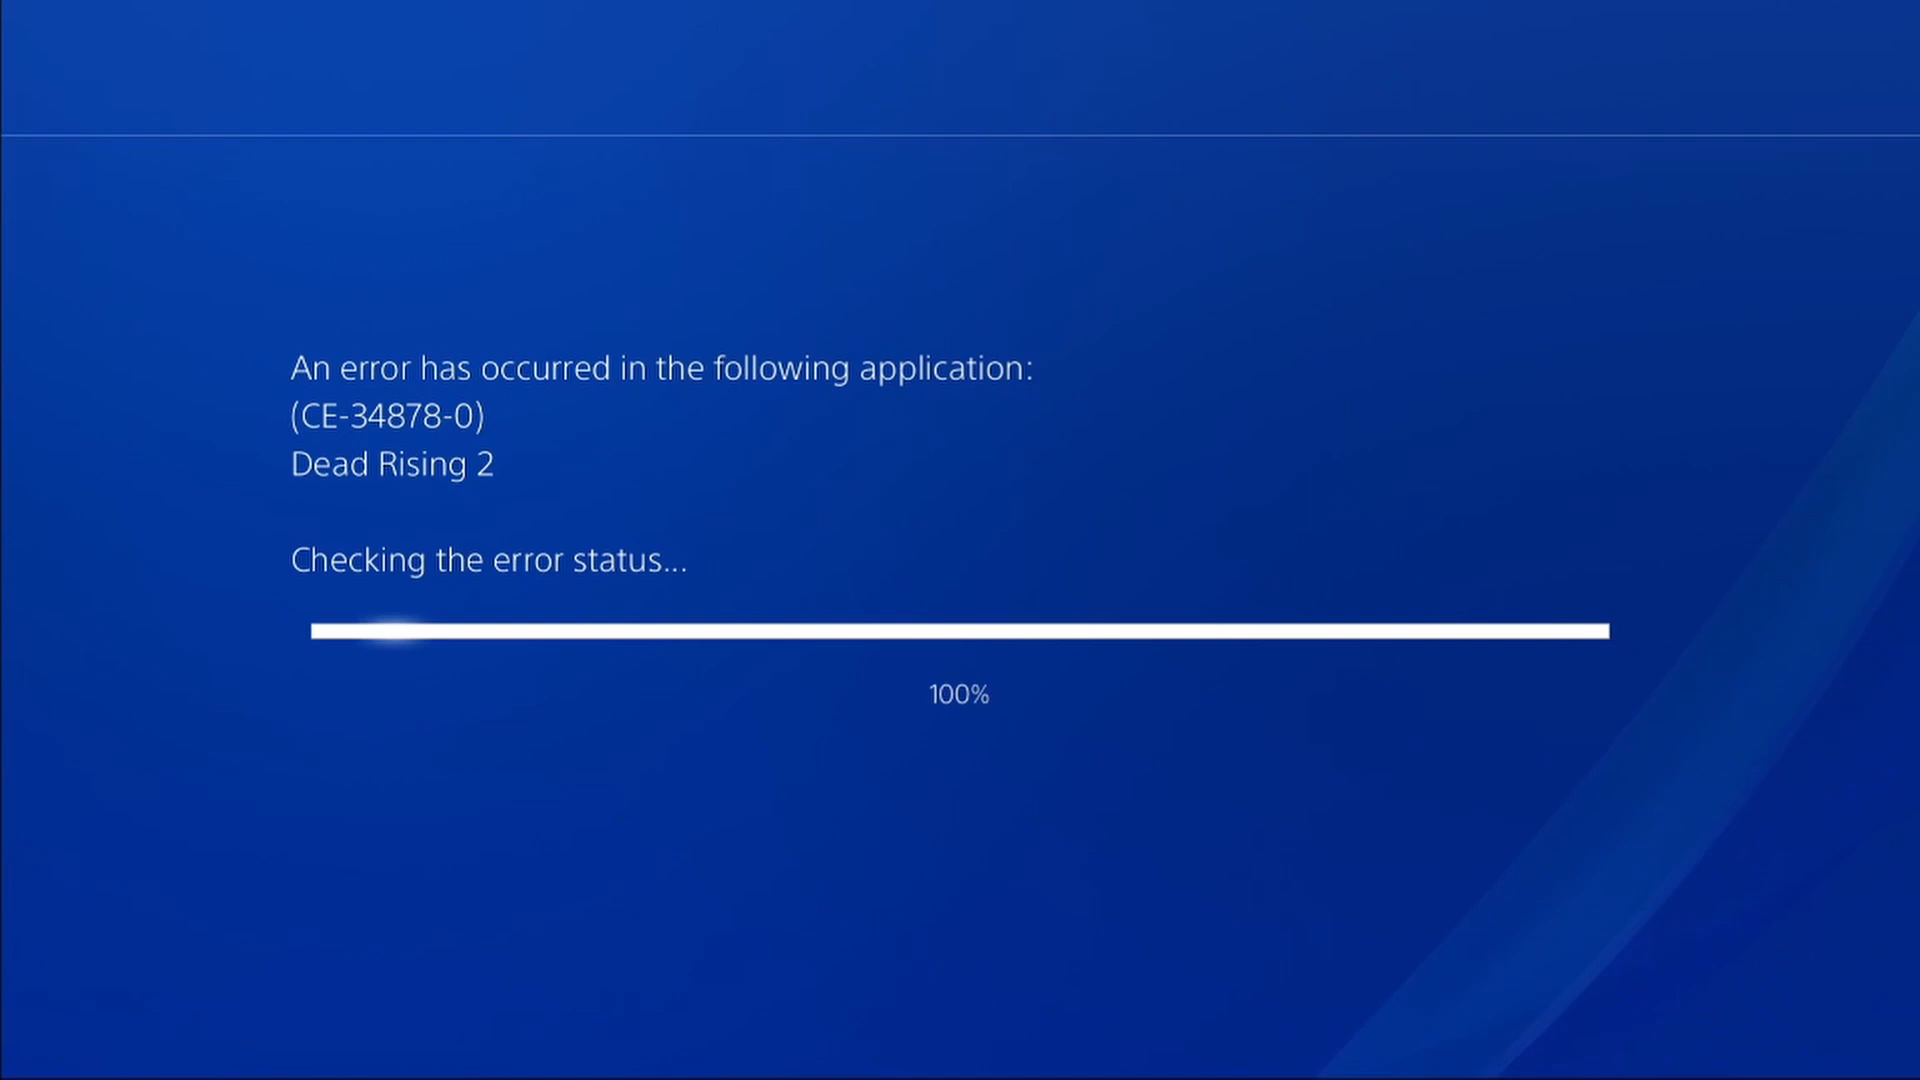 An error has occurred in the following application:
(CE-34878-0)
Dead Rising 2
Checking the error status...
100%